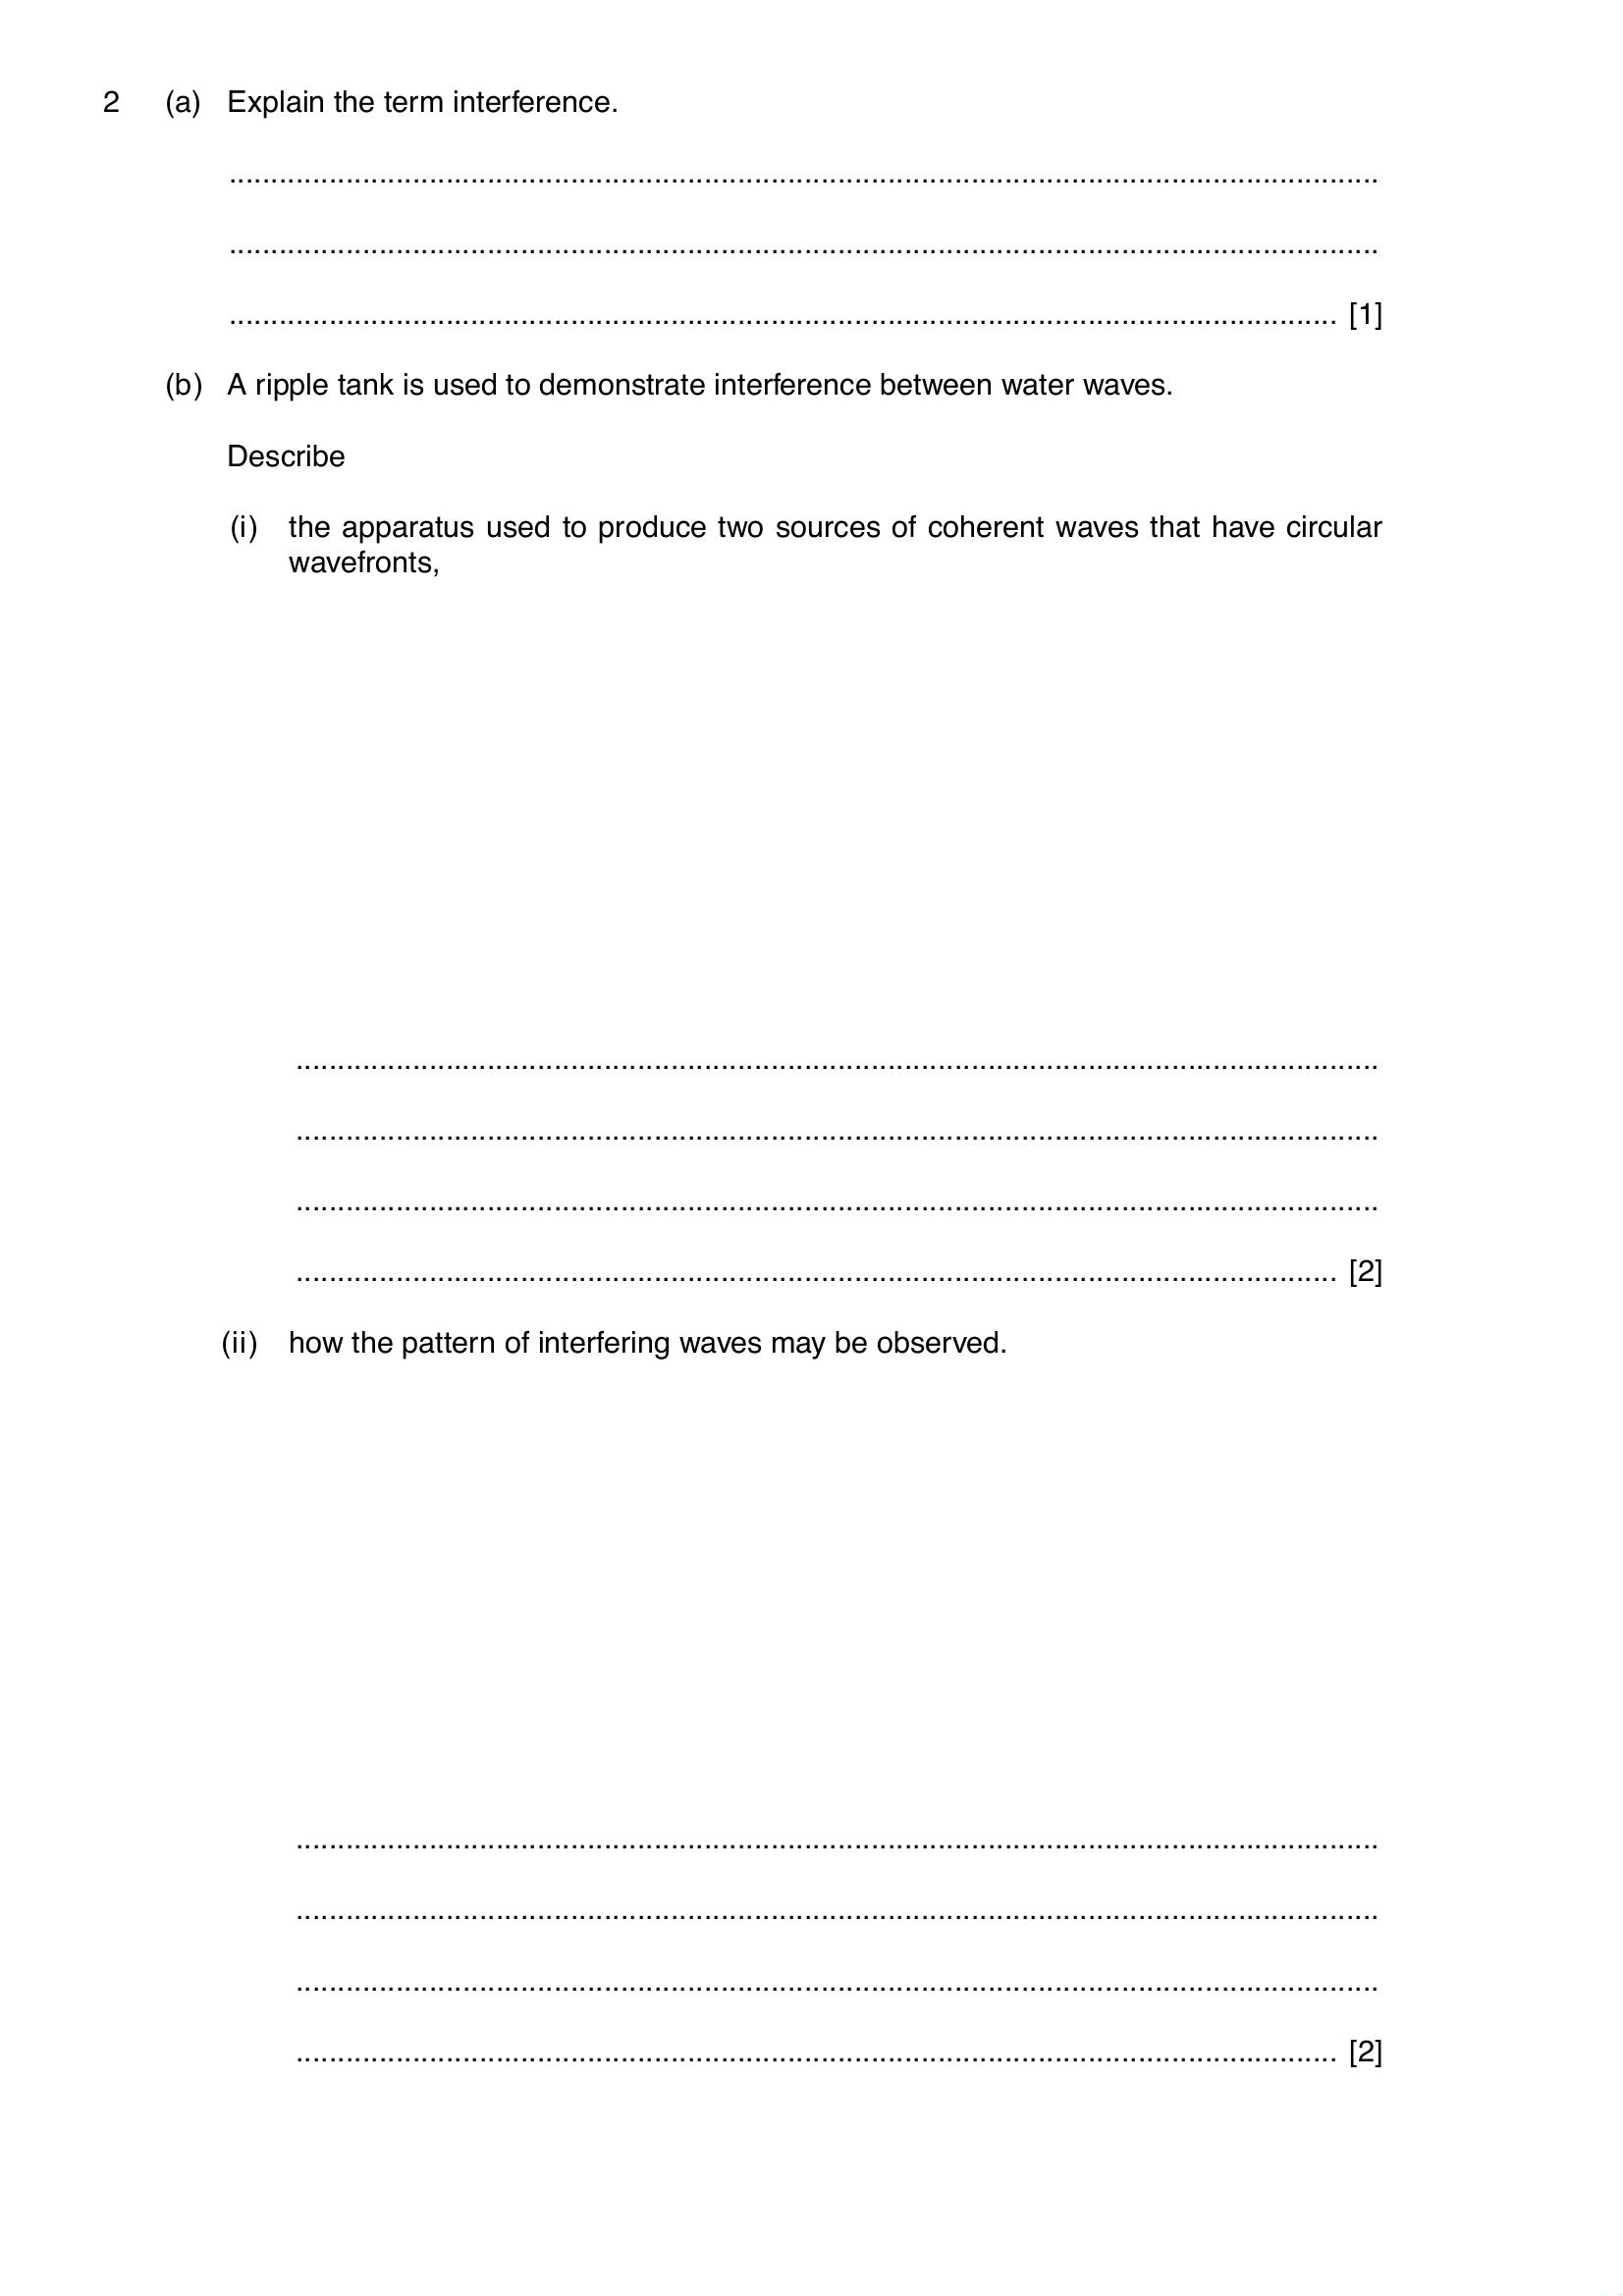 2 (a) Explain the term interference.
..........................................................................................................................................
..........................................................................................................................................
..................................................................................................................................... [1]
(b) A ripple tank is used to demonstrate interference between water waves.
Describe
(i) the apparatus used to produce two sources of coherent waves that have circular
wavefronts,
..................................................................................................................................
..................................................................................................................................
..................................................................................................................................
............................................................................................................................. [2]
(ii) how the pattern of interfering waves may be observed.
..................................................................................................................................
..................................................................................................................................
..................................................................................................................................
............................................................................................................................. [2]